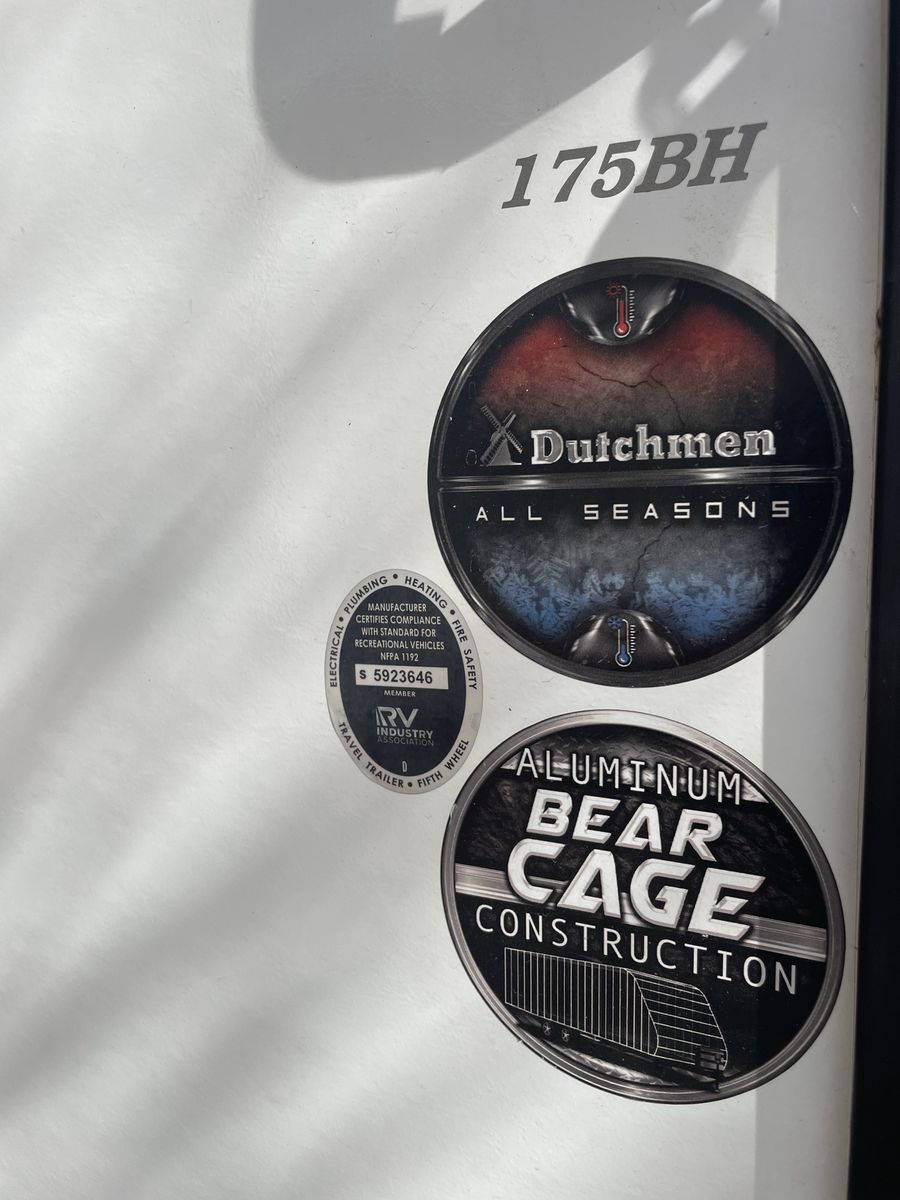 175BH
Dutchmen
ALL SEASONS
ELECTRICAL • PLUMBING • HEATING • FIRE SAFETY
MANUFACTURER
CERTIFIES COMPLIANCE
WITH STANDARD FOR
RECREATIONAL VEHICLES
NFPA 1192
S 5923646
MEMBER
RV
INDUSTRY
ASSOCIATION
D
TRAVEL TRAILER • FIFTH WHEEL
ALUMINUM
BEAR
CAGE
CONSTRUCTION